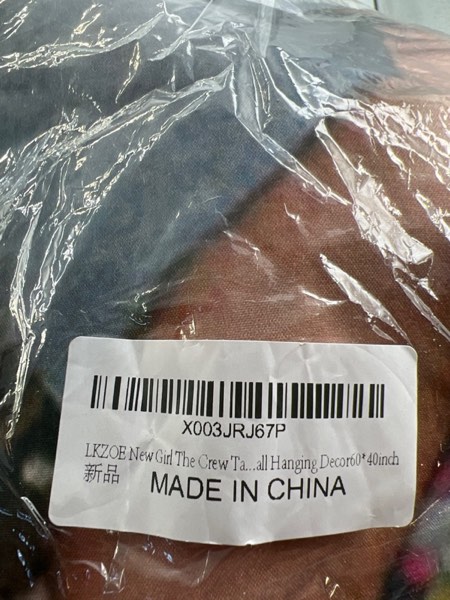 X003JRJ67P
LKZOE New Girl The Crew Ta...all Hanging Decor60*40inch
新品
MADE IN CHINA